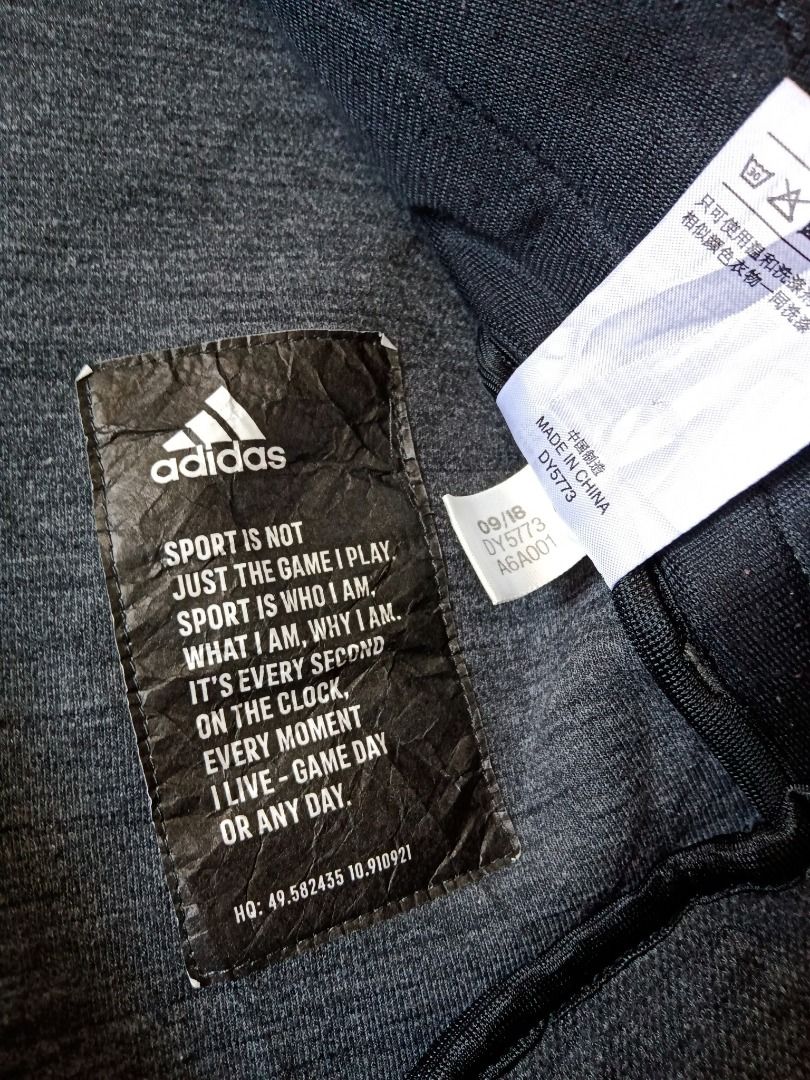 adidas
SPORT IS NOT
JUST THE GAME I PLAY.
SPORT IS WHO I AM,
WHAT I AM, WHY I AM.
IT'S EVERY SECOND
ON THE CLOCK,
EVERY MOMENT
I LIVE - GAME DAY
OR ANY DAY.
HQ: 49.582435 10.910921
09/18
DY5773
A6A001
30
只可使用温和洗涤
相似颜色衣物一同洗涤
中国制造
MADE IN CHINA
DY5773